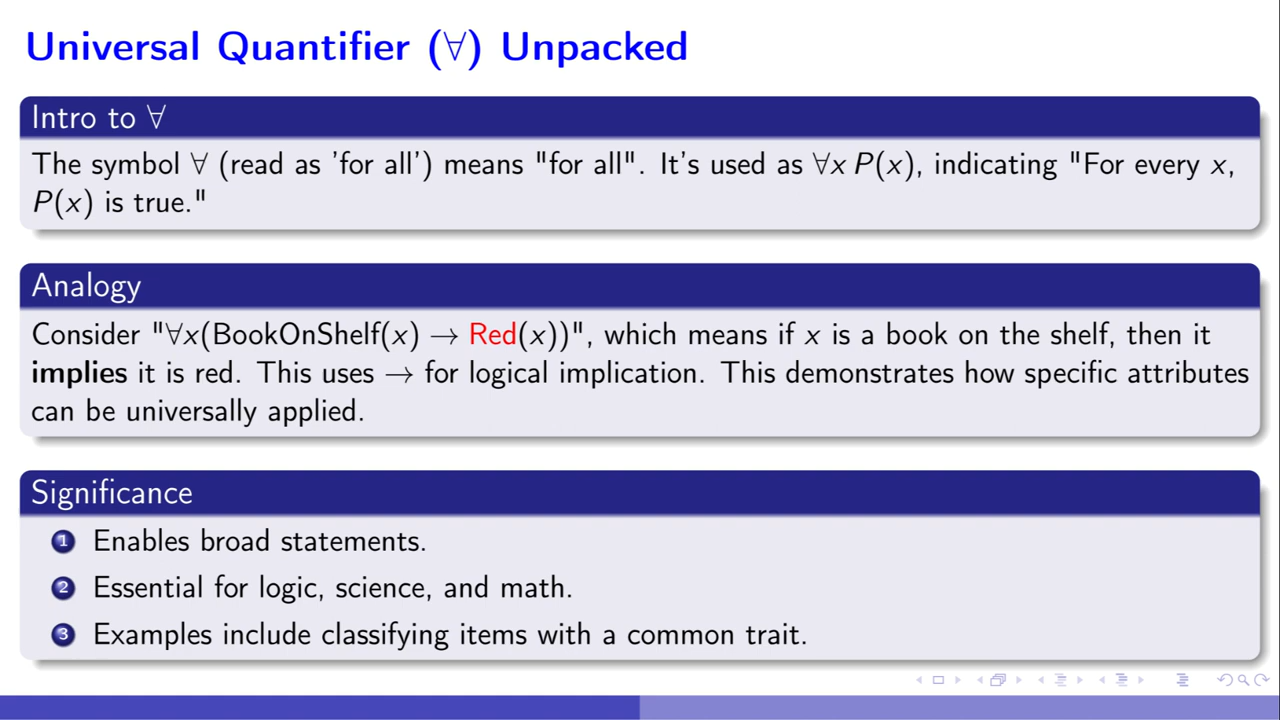 Universal Quantifier (∀) Unpacked
Intro to ∀
The symbol ∀ (read as 'for all') means "for all". It's used as ∀x P(x), indicating "For every x,
P(x) is true."
Analogy
Consider "∀x(BookOnShelf(x) → Red(x))", which means if x is a book on the shelf, then it
implies it is red. This uses → for logical implication. This demonstrates how specific attributes
can be universally applied.
Significance
1 Enables broad statements.
2 Essential for logic, science, and math.
3 Examples include classifying items with a common trait.